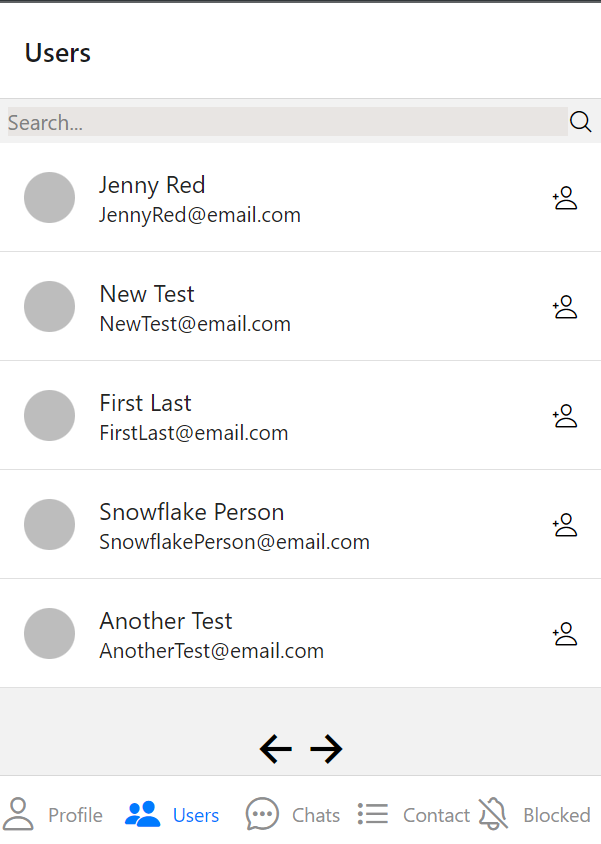 Users
Search...
Jenny Red
JennyRed@email.com
New Test
NewTest@email.com
First Last
FirstLast@email.com
Snowflake Person
SnowflakePerson@email.com
Another Test
AnotherTest@email.com
Profile Users Chats Contact Blocked